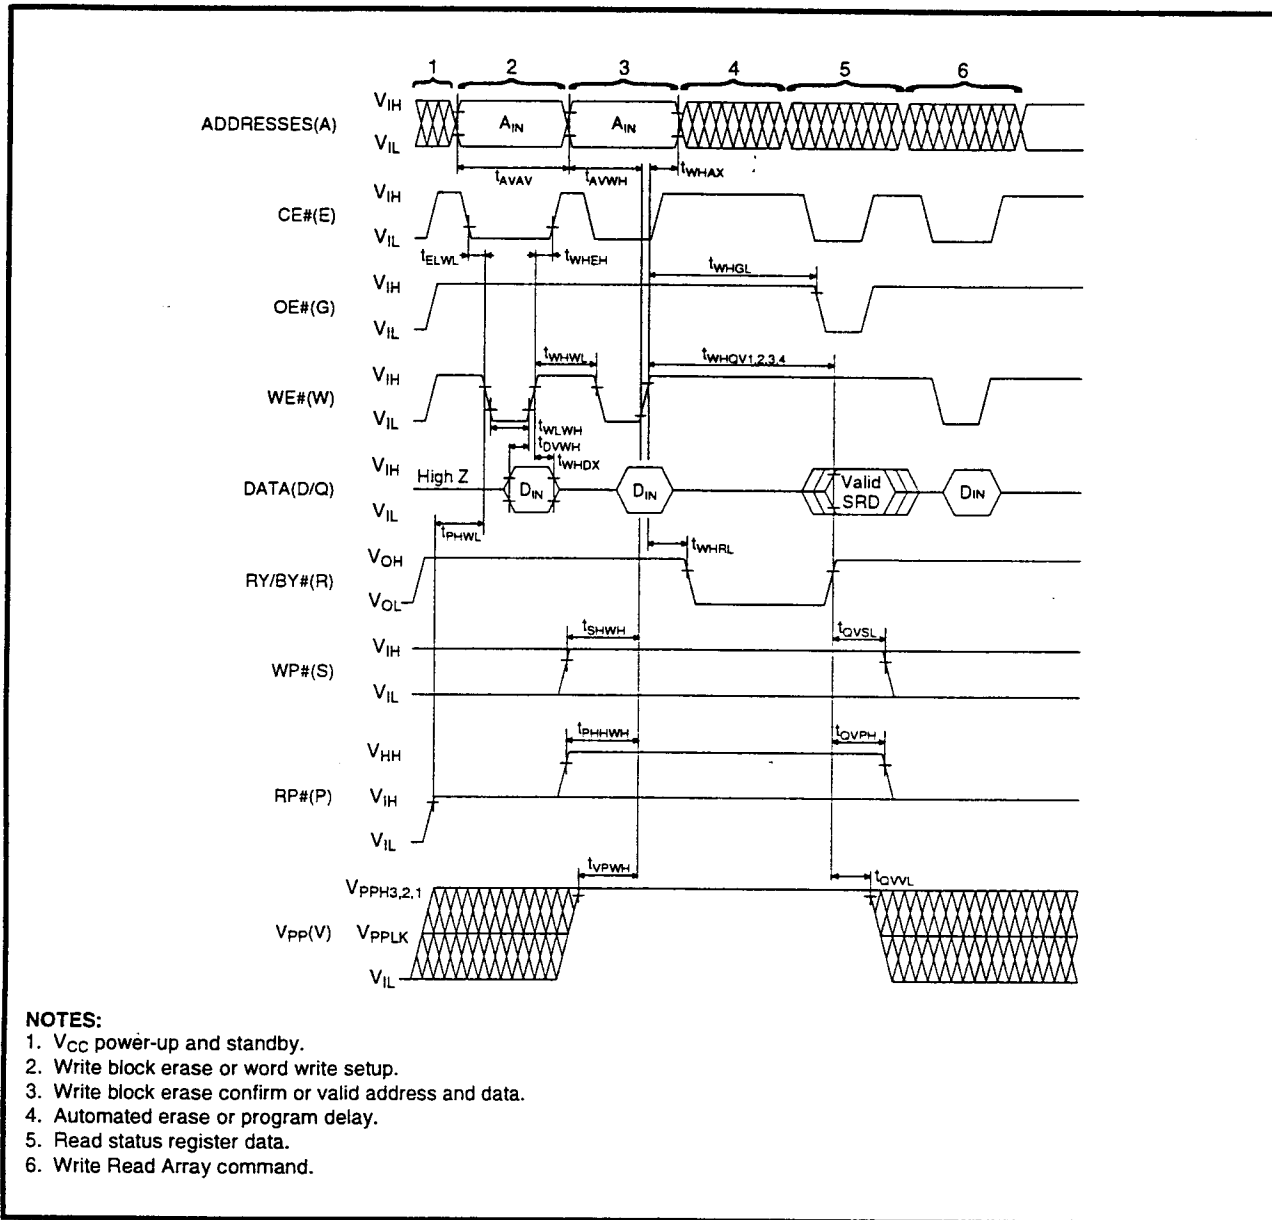 1 2 3 4 5 6
VIH
ADDRESSES(A) AIN AIN
VIL
tAVAV tAVWH tWHAX
VIH
CE#(E)
VIL
tELWL tWHEH tWHGL
VIH
OE#(G)
VIL
tWHWL tWHQV1,2,3,4
VIH
WE#(W)
VIL
tWLWH
tDVWH
tWHDX
VIH High Z
DATA(D/Q) DIN DIN Valid SRD DIN
VIL
tPHWL
tWHRL
VOH
RY/BY#(R)
VOL
tSHWH tQVSL
VIH
WP#(S)
VIL
tPHHWH tQVPH
VHH
RP#(P) VIH
VIL
tVPWH tQVVL
VPPH3,2,1
VPP(V) VPPLK
VIL
NOTES:
1. VCC power-up and standby.
2. Write block erase or word write setup.
3. Write block erase confirm or valid address and data.
4. Automated erase or program delay.
5. Read status register data.
6. Write Read Array command.